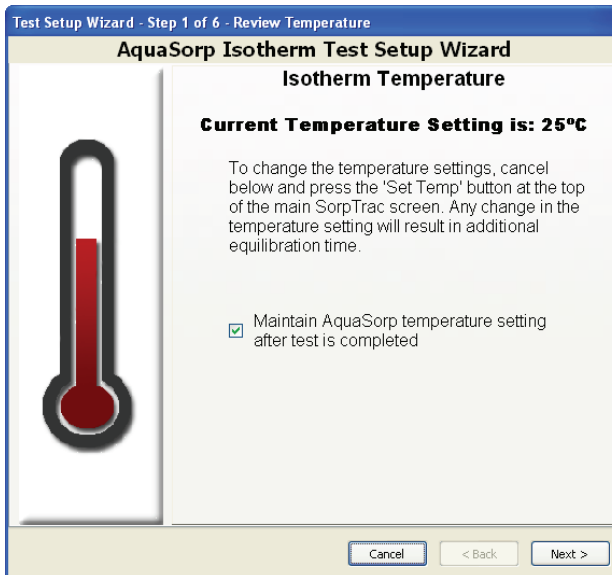 Test Setup Wizard - Step 1 of 6 - Review Temperature
AquaSorp Isotherm Test Setup Wizard
Isotherm Temperature
Current Temperature Setting is: 25ºC
To change the temperature settings, cancel
below and press the 'Set Temp' button at the top
of the main SorpTrac screen. Any change in the
temperature setting will result in additional
equilibration time.
Maintain AquaSorp temperature setting
after test is completed
Cancel
< Back
Next >